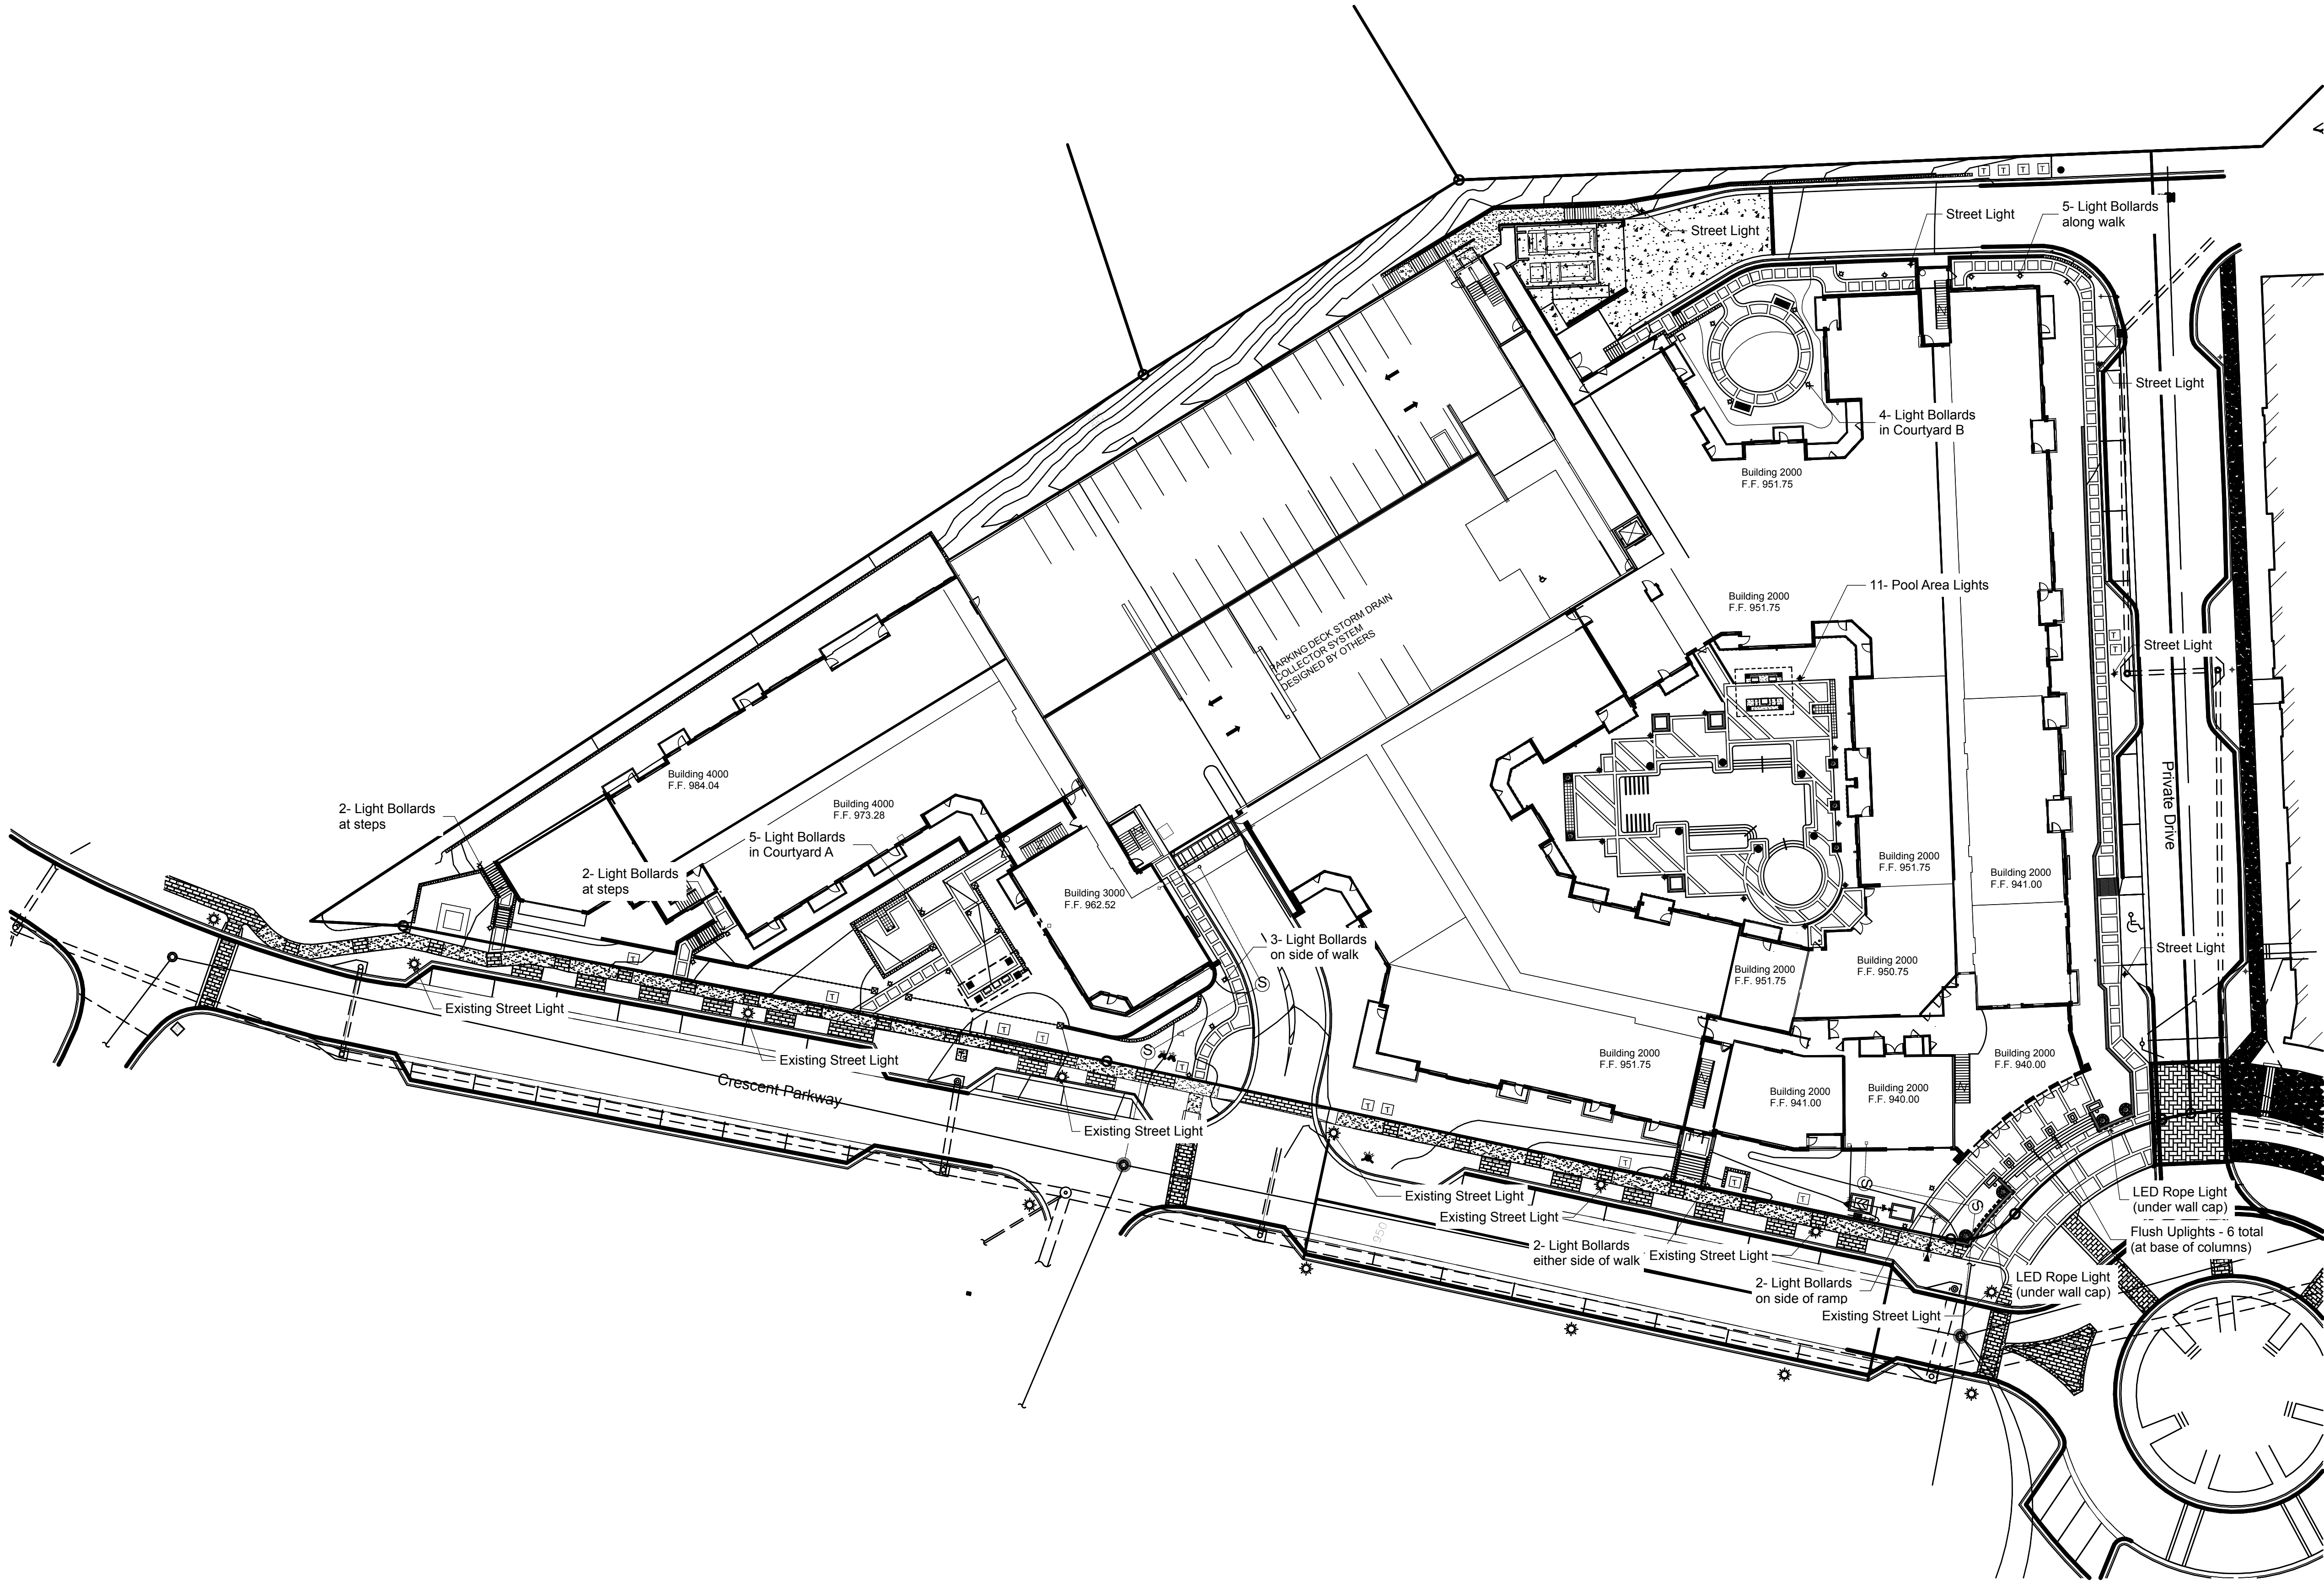 Street Light
5- Light Bollards
along walk
Street Light
T
T
T
T
Street Light
4- Light Bollards
in Courtyard B
Building 2000
F.F. 951.75
11- Pool Area Lights
Building 2000
F.F. 951.75
PARKING DECK STORM DRAIN
COLLECTOR SYSTEM
DESIGNED BY OTHERS
T
T
Street Light
Private Drive
Building 4000
F.F. 984.04
2- Light Bollards
at steps
Building 4000
F.F. 973.28
5- Light Bollards
in Courtyard A
2- Light Bollards
at steps
Building 3000
F.F. 962.52
Building 2000
F.F. 951.75
Building 2000
F.F. 941.00
3- Light Bollards
on side of walk
S
Street Light
Building 2000
F.F. 951.75
Building 2000
F.F. 950.75
T
T
Existing Street Light
T
T
S
T
Existing Street Light
Crescent Parkway
Building 2000
F.F. 951.75
Building 2000
F.F. 940.00
Building 2000
F.F. 941.00
Building 2000
F.F. 940.00
T
T
Existing Street Light
T
T
T
S
S
Existing Street Light
LED Rope Light
(under wall cap)
Existing Street Light
950
Flush Uplights - 6 total
(at base of columns)
2- Light Bollards
either side of walk
Existing Street Light
LED Rope Light
(under wall cap)
2- Light Bollards
on side of ramp
Existing Street Light